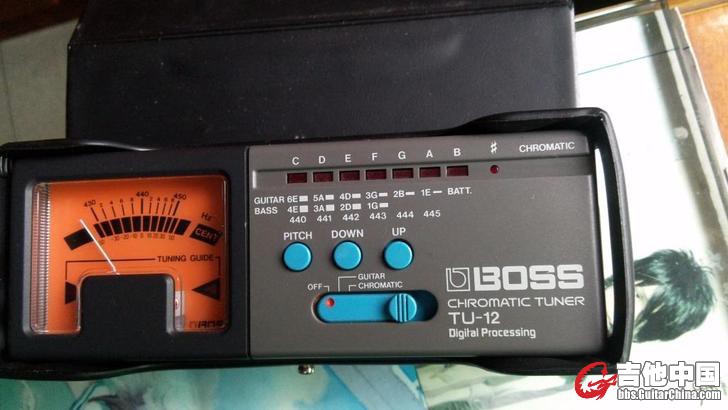 C D E F G A B ♯ CHROMATIC
GUITAR 6E 5A 4D 3G 2B 1E BATT.
BASS 4E 3A 2D 1G
440 441 442 443 444 445
PITCH DOWN UP
430 440 450
Hz
CENT
TUNING GUIDE
GUITAR
OFF CHROMATIC
BOSS
CHROMATIC TUNER
TU-12
Digital Processing
吉他中国
bbs.GuitarChina.com